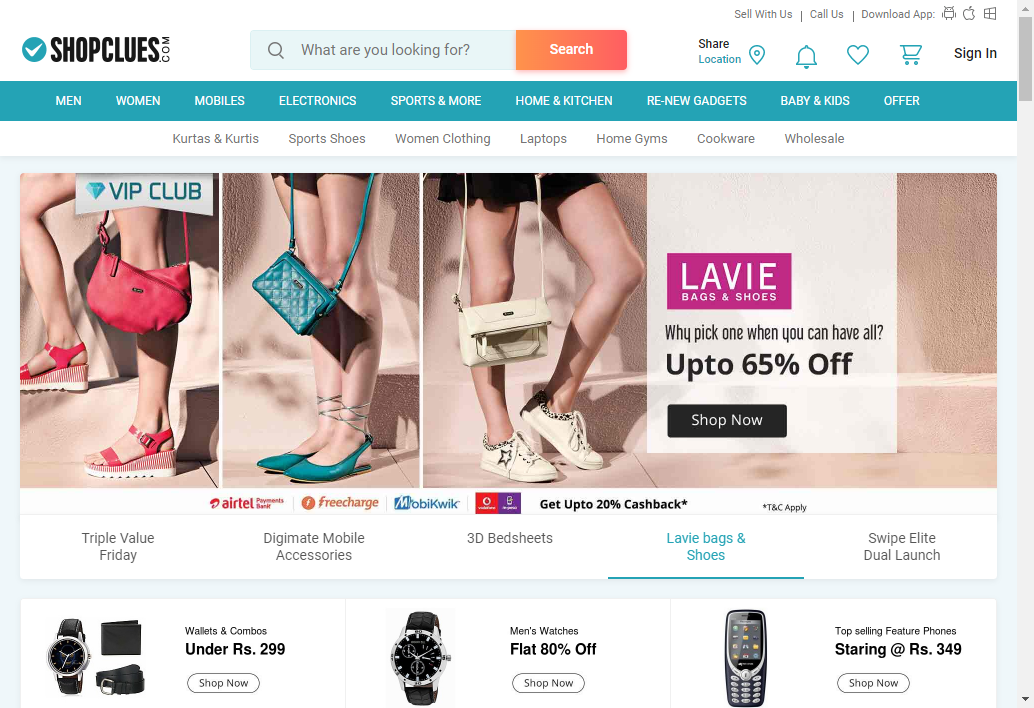 Sell With Us | Call Us | Download App:
SHOPCLUES.COM
What are you looking for?
Search
Share
Location
Sign In
MEN WOMEN MOBILES ELECTRONICS SPORTS & MORE HOME & KITCHEN RE-NEW GADGETS BABY & KIDS OFFER
Kurtas & Kurtis Sports Shoes Women Clothing Laptops Home Gyms Cookware Wholesale
VIP CLUB
LAVIE
BAGS & SHOES
Why pick one when you can have all?
Upto 65% Off
Shop Now
airtel Payments Bank freecharge MobiKwik vodafone m-pesa Get Upto 20% Cashback* *T&C Apply
Triple Value
Friday
Digimate Mobile
Accessories
3D Bedsheets
Lavie bags &
Shoes
Swipe Elite
Dual Launch
Wallets & Combos
Under Rs. 299
Shop Now
Men's Watches
Flat 80% Off
Shop Now
Top selling Feature Phones
Staring @ Rs. 349
Shop Now